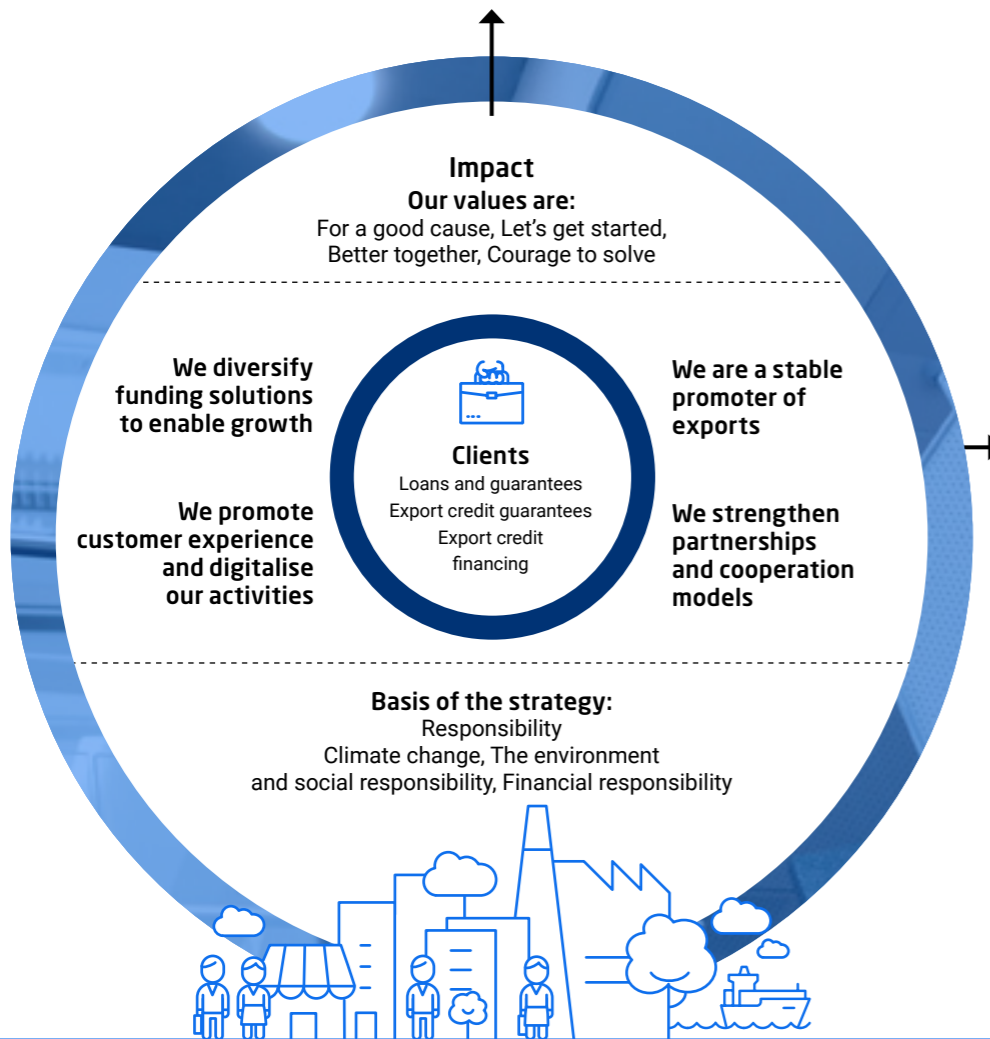 Impact
Our values are:
For a good cause, Let's get started,
Better together, Courage to solve
We diversify
funding solutions
to enable growth
We promote
customer experience
and digitalise
our activities
Clients
Loans and guarantees
Export credit guarantees
Export credit
financing
We are a stable
promoter of
exports
We strengthen
partnerships
and cooperation
models
Basis of the strategy:
Responsibility
Climate change, The environment
and social responsibility, Financial responsibility